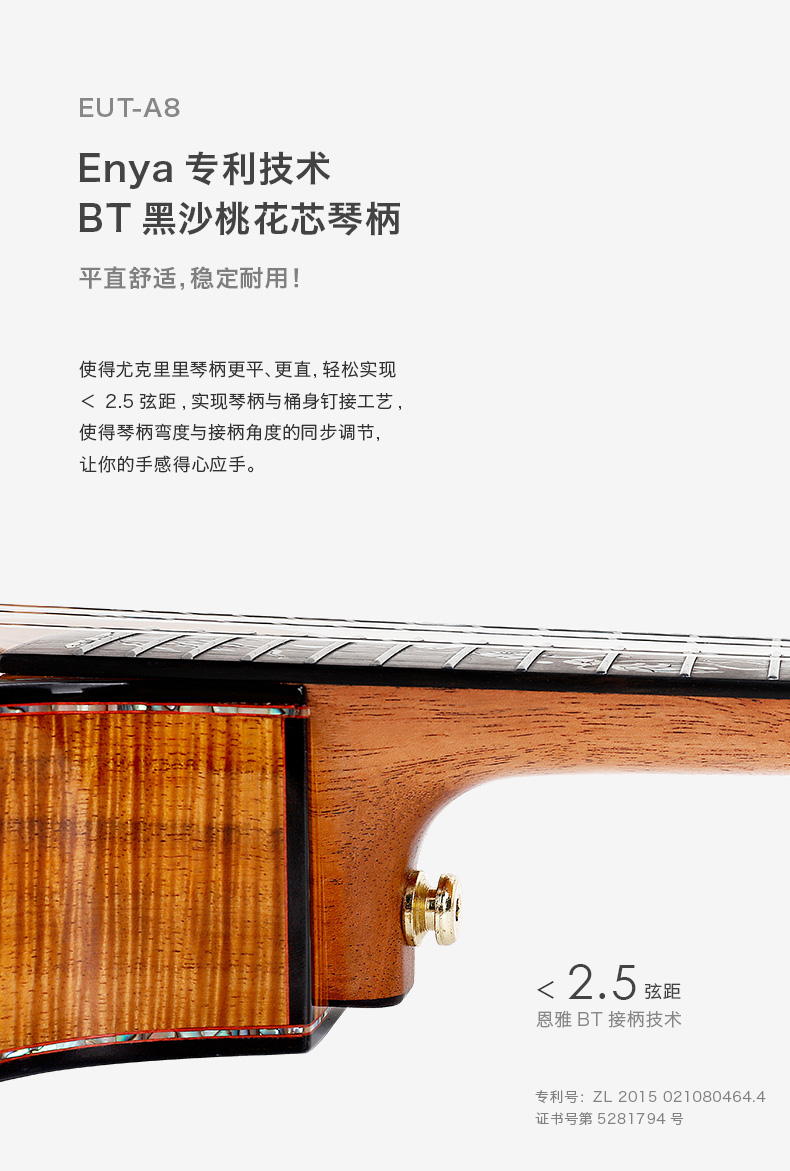 EUT-A8
Enya 专利技术
BT 黑沙桃花芯琴柄
平直舒适,稳定耐用!
使得尤克里里琴柄更平、更直,轻松实现
< 2.5 弦距,实现琴柄与桶身钉接工艺,
使得琴柄弯度与接柄角度的同步调节,
让你的手感得心应手。
< 2.5 弦距
恩雅 BT 接柄技术
专利号: ZL 2015 021080464.4
证书号第 5281794 号